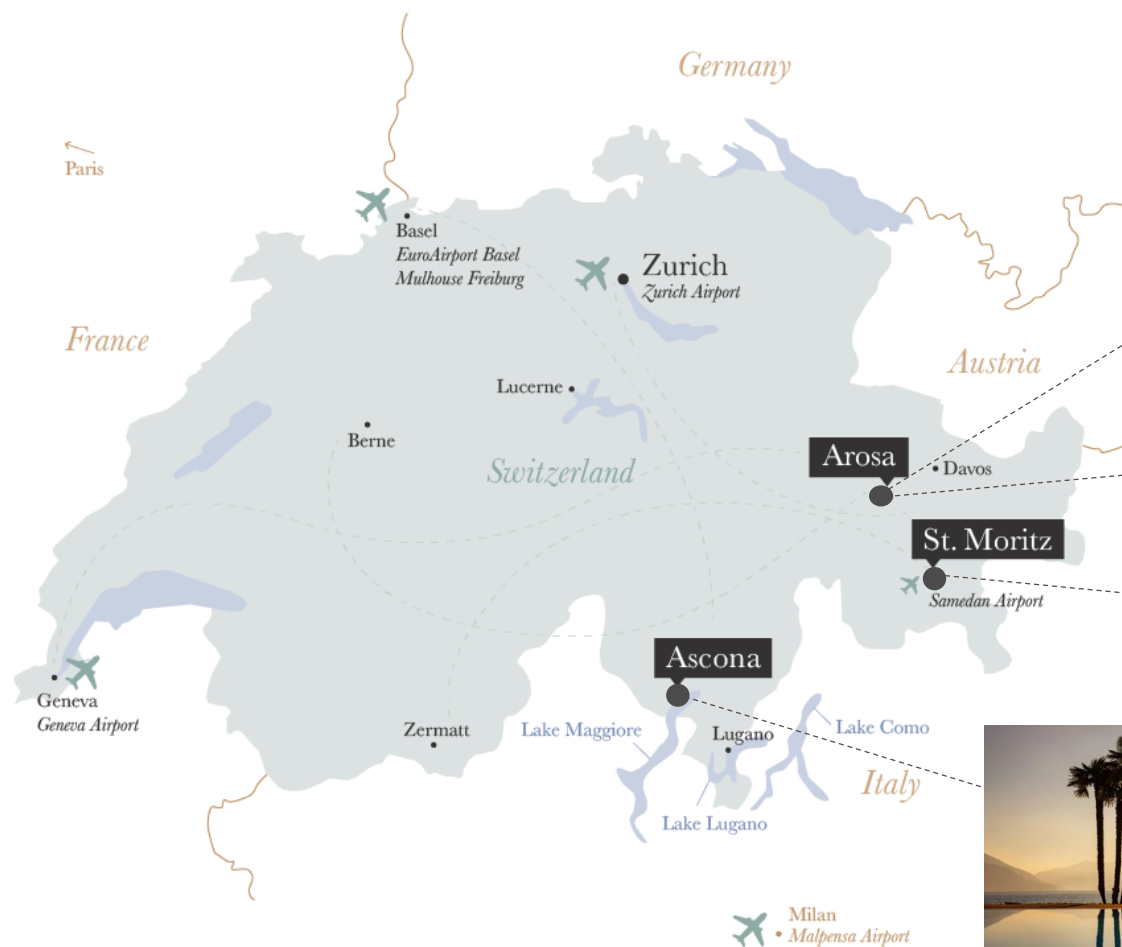 Germany
Paris
Basel
EuroAirport Basel
Mulhouse Freiburg
Zurich
Zurich Airport
France
Austria
Lucerne
Berne
Switzerland
Arosa
Davos
St. Moritz
Samedan Airport
Ascona
Geneva
Geneva Airport
Zermatt
Lake Maggiore
Lugano
Lake Como
Italy
Lake Lugano
Milan
Malpensa Airport